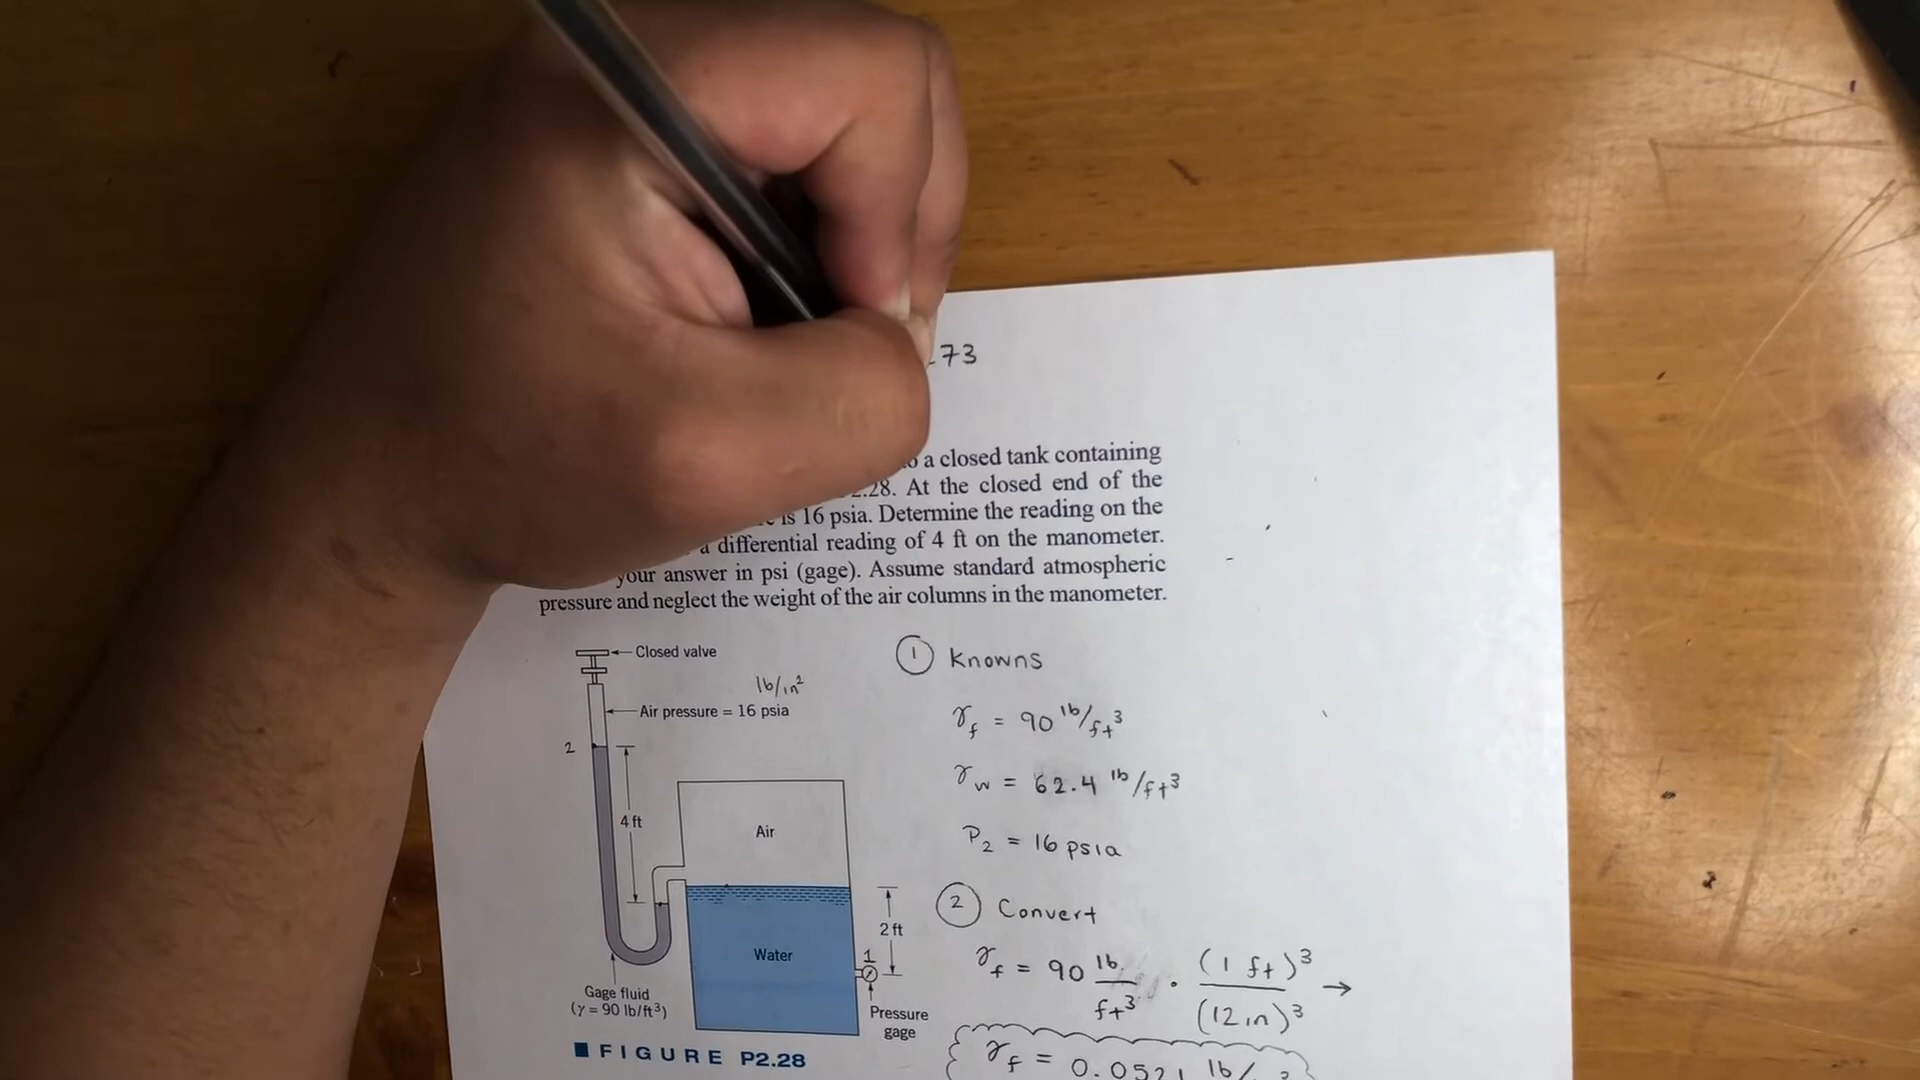 73
a closed tank containing
2.28. At the closed end of the
is 16 psia. Determine the reading on the
a differential reading of 4 ft on the manometer.
your answer in psi (gage). Assume standard atmospheric
pressure and neglect the weight of the air columns in the manometer.
Closed valve
lb/in²
Air pressure = 16 psia
2
4 ft
Air
Water
2 ft
1
Gage fluid
(γ = 90 lb/ft³)
Pressure
gage
■ FIGURE P2.28
① Knowns
γf = 90 lb/ft³
γw = 62.4 lb/ft³
P₂ = 16 psia
② Convert
γf = 90 lb/ft³ · (1 ft)³/(12 in)³ →
γf = 0.0521 lb/